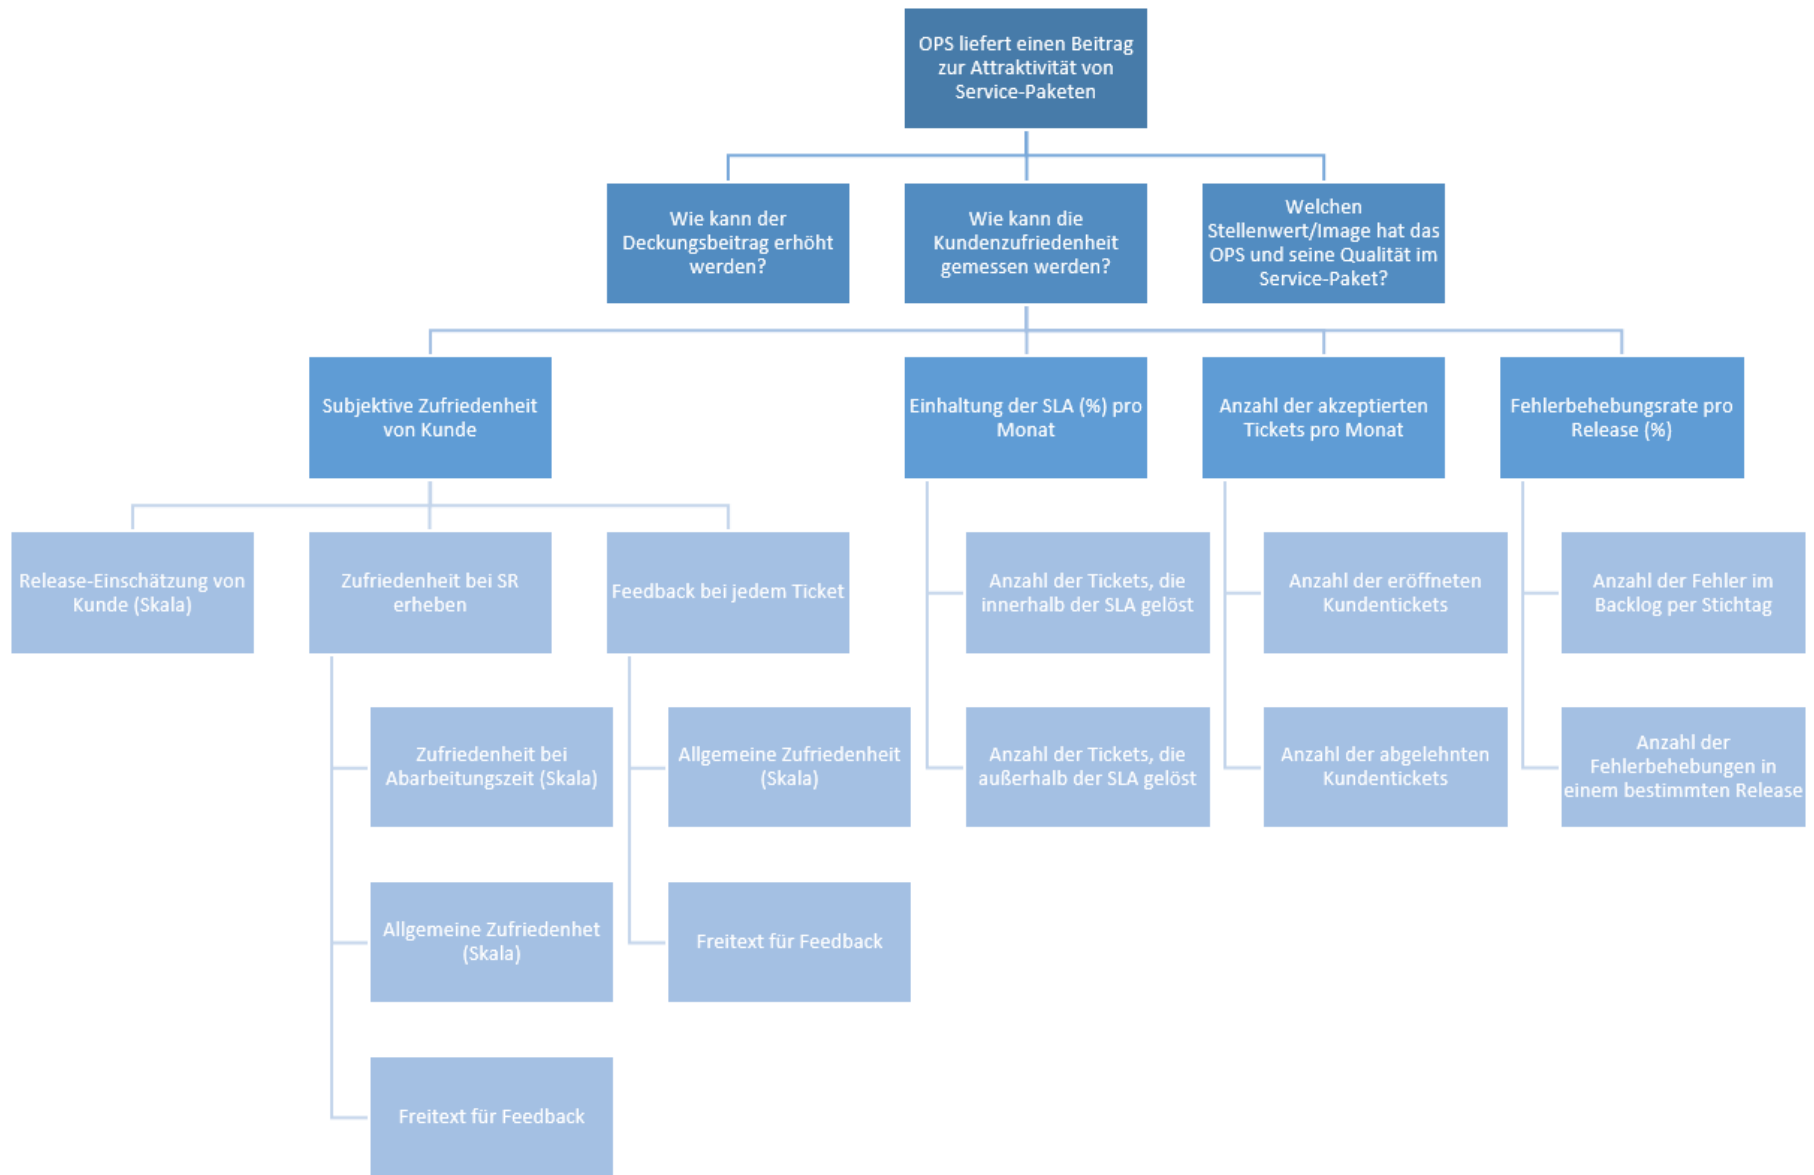 OPS liefert einen Beitrag
zur Attraktivität von
Service-Paketen
Wie kann der
Deckungsbeitrag erhöht
werden?
Wie kann die
Kundenzufriedenheit
gemessen werden?
Welchen
Stellenwert/Image hat das
OPS und seine Qualität im
Service-Paket?
Subjektive Zufriedenheit
von Kunde
Einhaltung der SLA (%) pro
Monat
Anzahl der akzeptierten
Tickets pro Monat
Fehlerbehebungsrate pro
Release (%)
Release-Einschätzung von
Kunde (Skala)
Zufriedenheit bei SR
erheben
Feedback bei jedem Ticket
Anzahl der Tickets, die
innerhalb der SLA gelöst
Anzahl der eröffneten
Kundentickets
Anzahl der Fehler im
Backlog per Stichtag
Zufriedenheit bei
Abarbeitungszeit (Skala)
Allgemeine Zufriedenheit
(Skala)
Anzahl der Tickets, die
außerhalb der SLA gelöst
Anzahl der abgelehnten
Kundentickets
Anzahl der
Fehlerbehebungen in
einem bestimmten Release
Allgemeine Zufriedenhet
(Skala)
Freitext für Feedback
Freitext für Feedback